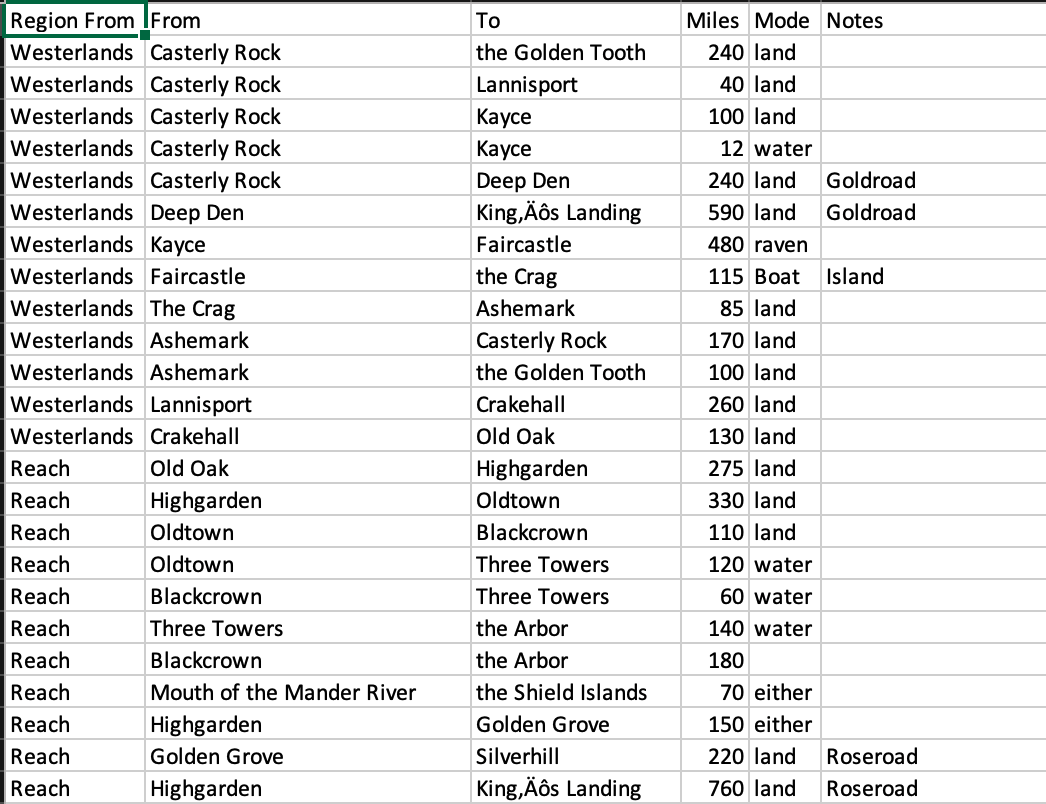 Region From From To Miles Mode Notes
Westerlands Casterly Rock the Golden Tooth 240 land
Westerlands Casterly Rock Lannisport 40 land
Westerlands Casterly Rock Kayce 100 land
Westerlands Casterly Rock Kayce 12 water
Westerlands Casterly Rock Deep Den 240 land Goldroad
Westerlands Deep Den King‚Äôs Landing 590 land Goldroad
Westerlands Kayce Faircastle 480 raven
Westerlands Faircastle the Crag 115 Boat Island
Westerlands The Crag Ashemark 85 land
Westerlands Ashemark Casterly Rock 170 land
Westerlands Ashemark the Golden Tooth 100 land
Westerlands Lannisport Crakehall 260 land
Westerlands Crakehall Old Oak 130 land
Reach Old Oak Highgarden 275 land
Reach Highgarden Oldtown 330 land
Reach Oldtown Blackcrown 110 land
Reach Oldtown Three Towers 120 water
Reach Blackcrown Three Towers 60 water
Reach Three Towers the Arbor 140 water
Reach Blackcrown the Arbor 180
Reach Mouth of the Mander River the Shield Islands 70 either
Reach Highgarden Golden Grove 150 either
Reach Golden Grove Silverhill 220 land Roseroad
Reach Highgarden King‚Äôs Landing 760 land Roseroad